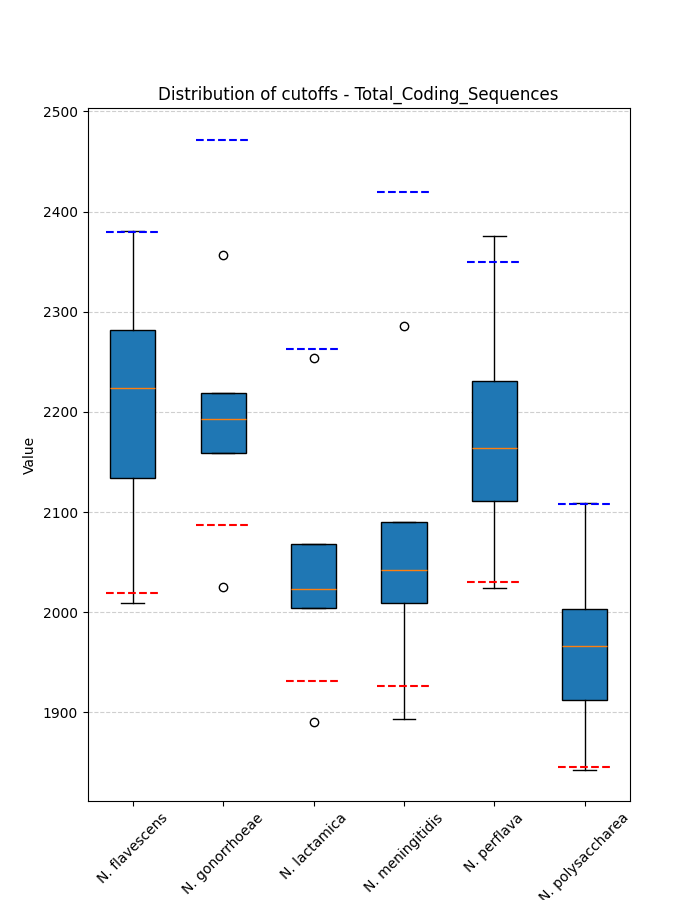 Distribution of cutoffs - Total_Coding_Sequences
2500
2400
2300
2200
2100
2000
1900
Value
N. flavescens
N. gonorrhoeae
N. lactamica
N. meningitidis
N. perflava
N. polysaccharea